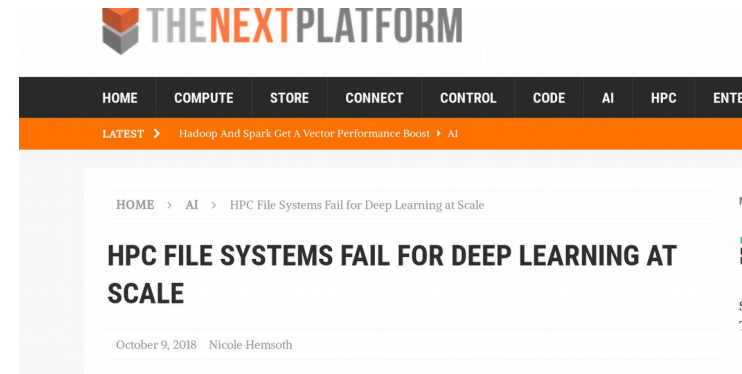 THENEXTPLATFORM
HOME COMPUTE STORE CONNECT CONTROL CODE AI HPC
LATEST Hadoop And Spark Get A Vector Performance Boost AI
HOME > AI > HPC File Systems Fail for Deep Learning at Scale
HPC FILE SYSTEMS FAIL FOR DEEP LEARNING AT
SCALE
October 9, 2018 Nicole Hemsoth